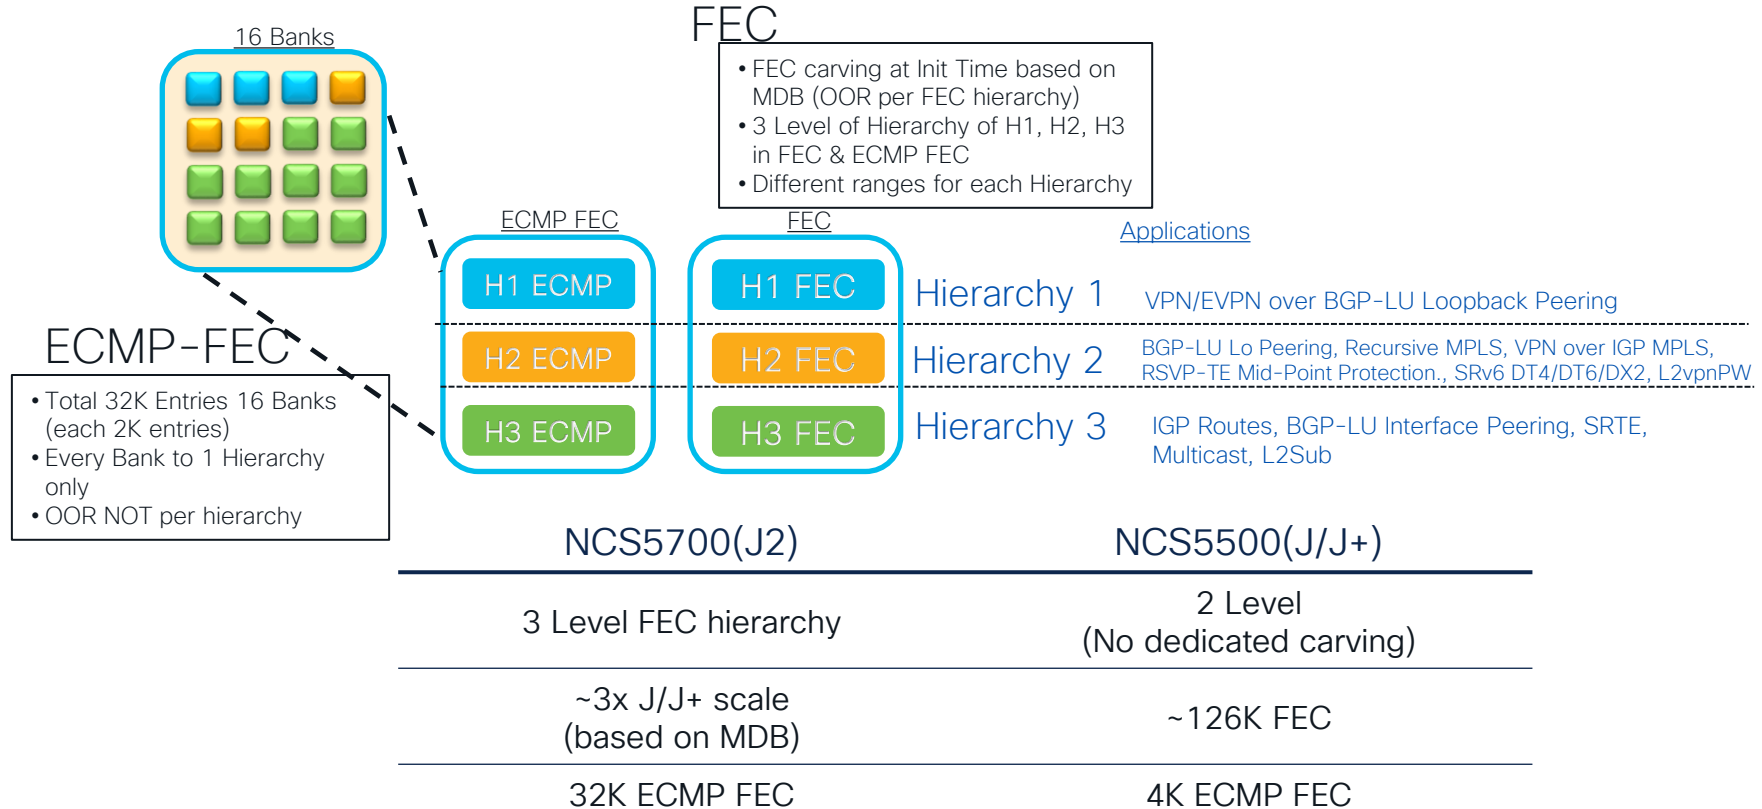 16 Banks
FEC
• FEC carving at Init Time based on
MDB (OOR per FEC hierarchy)
• 3 Level of Hierarchy of H1, H2, H3
in FEC & ECMP FEC
• Different ranges for each Hierarchy
ECMP FEC
FEC
Applications
H1 ECMP
H1 FEC
Hierarchy 1
VPN/EVPN over BGP-LU Loopback Peering
H2 ECMP
H2 FEC
Hierarchy 2
BGP-LU Lo Peering, Recursive MPLS, VPN over IGP MPLS,
RSVP-TE Mid-Point Protection., SRv6 DT4/DT6/DX2, L2vpnPW
H3 ECMP
H3 FEC
Hierarchy 3
IGP Routes, BGP-LU Interface Peering, SRTE,
Multicast, L2Sub
ECMP-FEC
• Total 32K Entries 16 Banks
(each 2K entries)
• Every Bank to 1 Hierarchy
only
• OOR NOT per hierarchy
NCS5700(J2)
NCS5500(J/J+)
3 Level FEC hierarchy
2 Level
(No dedicated carving)
~3x J/J+ scale
(based on MDB)
~126K FEC
32K ECMP FEC
4K ECMP FEC